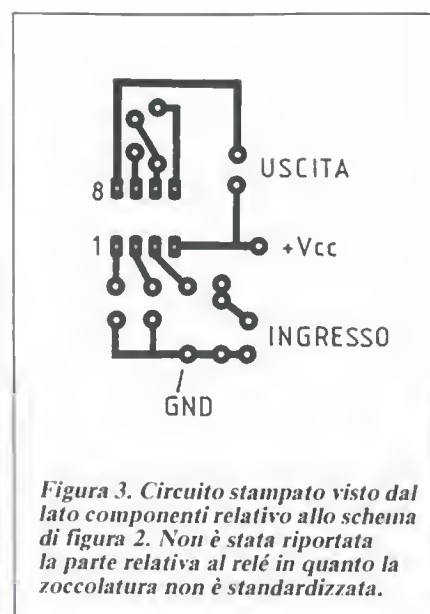 USCITA
8
1
+Vcc
INGRESSO
GND
Figura 3. Circuito stampato visto dal
lato componenti relativo allo schema
di figura 2. Non è stata riportata
la parte relativa al relé in quanto la
zoccolatura non è standardizzata.